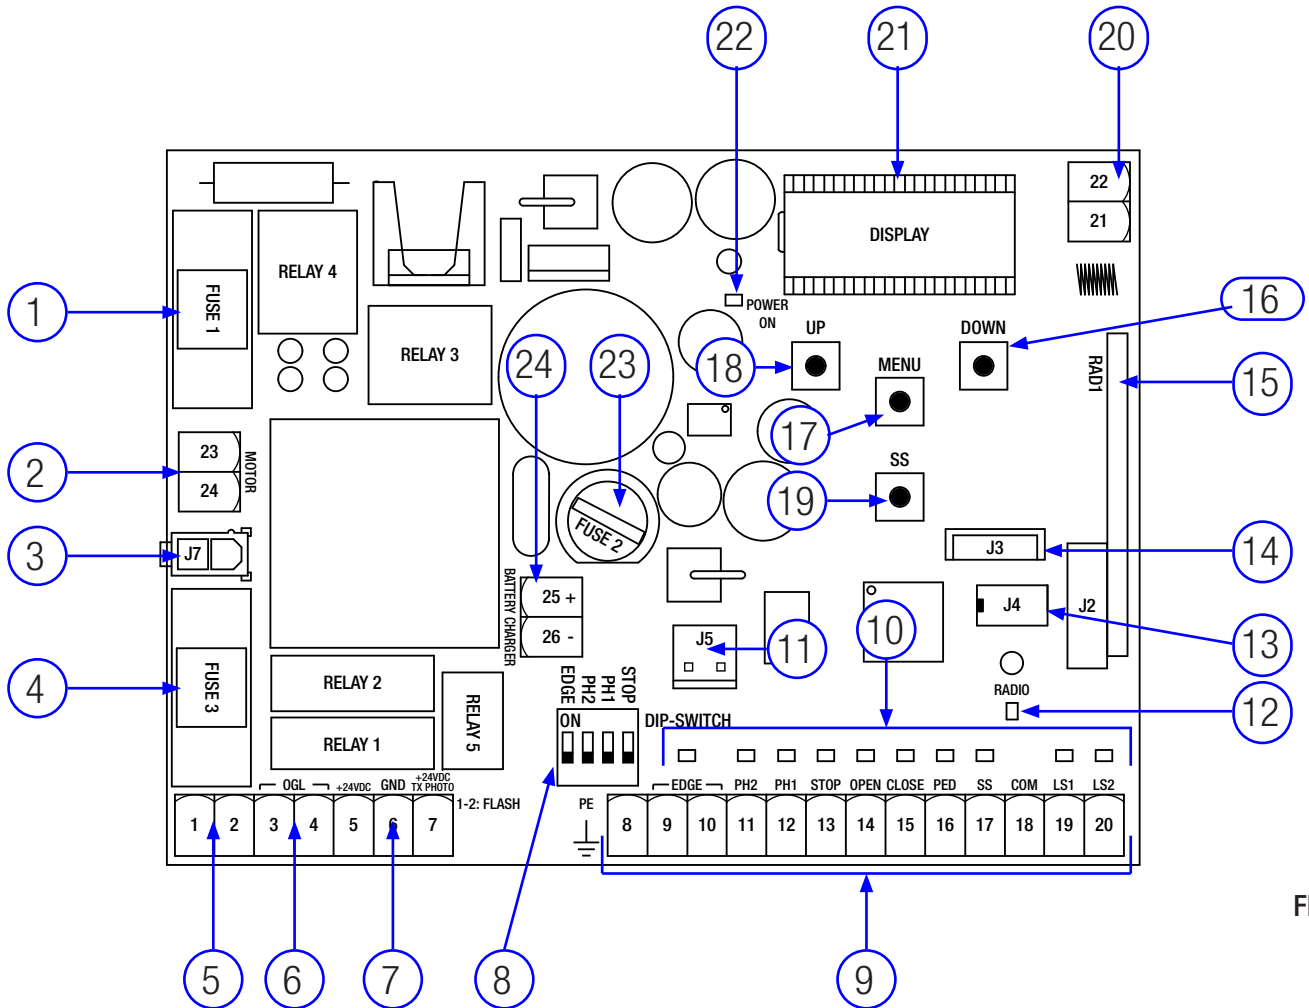 22
21
20
22
21
DISPLAY
RELAY 4
FUSE 1
1
POWER
ON
UP
DOWN
16
RELAY 3
24
23
18
MENU
RAD1
15
17
2
23
24
MOTOR
SS
19
FUSE 2
3
J7
J3
14
BATTERY CHARGER
25 +
26 -
J4
J2
10
J5
11
13
4
FUSE 3
RELAY 2
RELAY 1
RELAY 5
EDGE
PH2
PH1
STOP
ON
DIP-SWITCH
RADIO
12
OGL
+24VDC
GND
+24VDC
TX PHOTO
1-2: FLASH
PE
EDGE
PH2
PH1
STOP
OPEN
CLOSE
PED
SS
COM
LS1
LS2
1
2
3
4
5
6
7
8
9
10
11
12
13
14
15
16
17
18
19
20
5
6
7
8
9